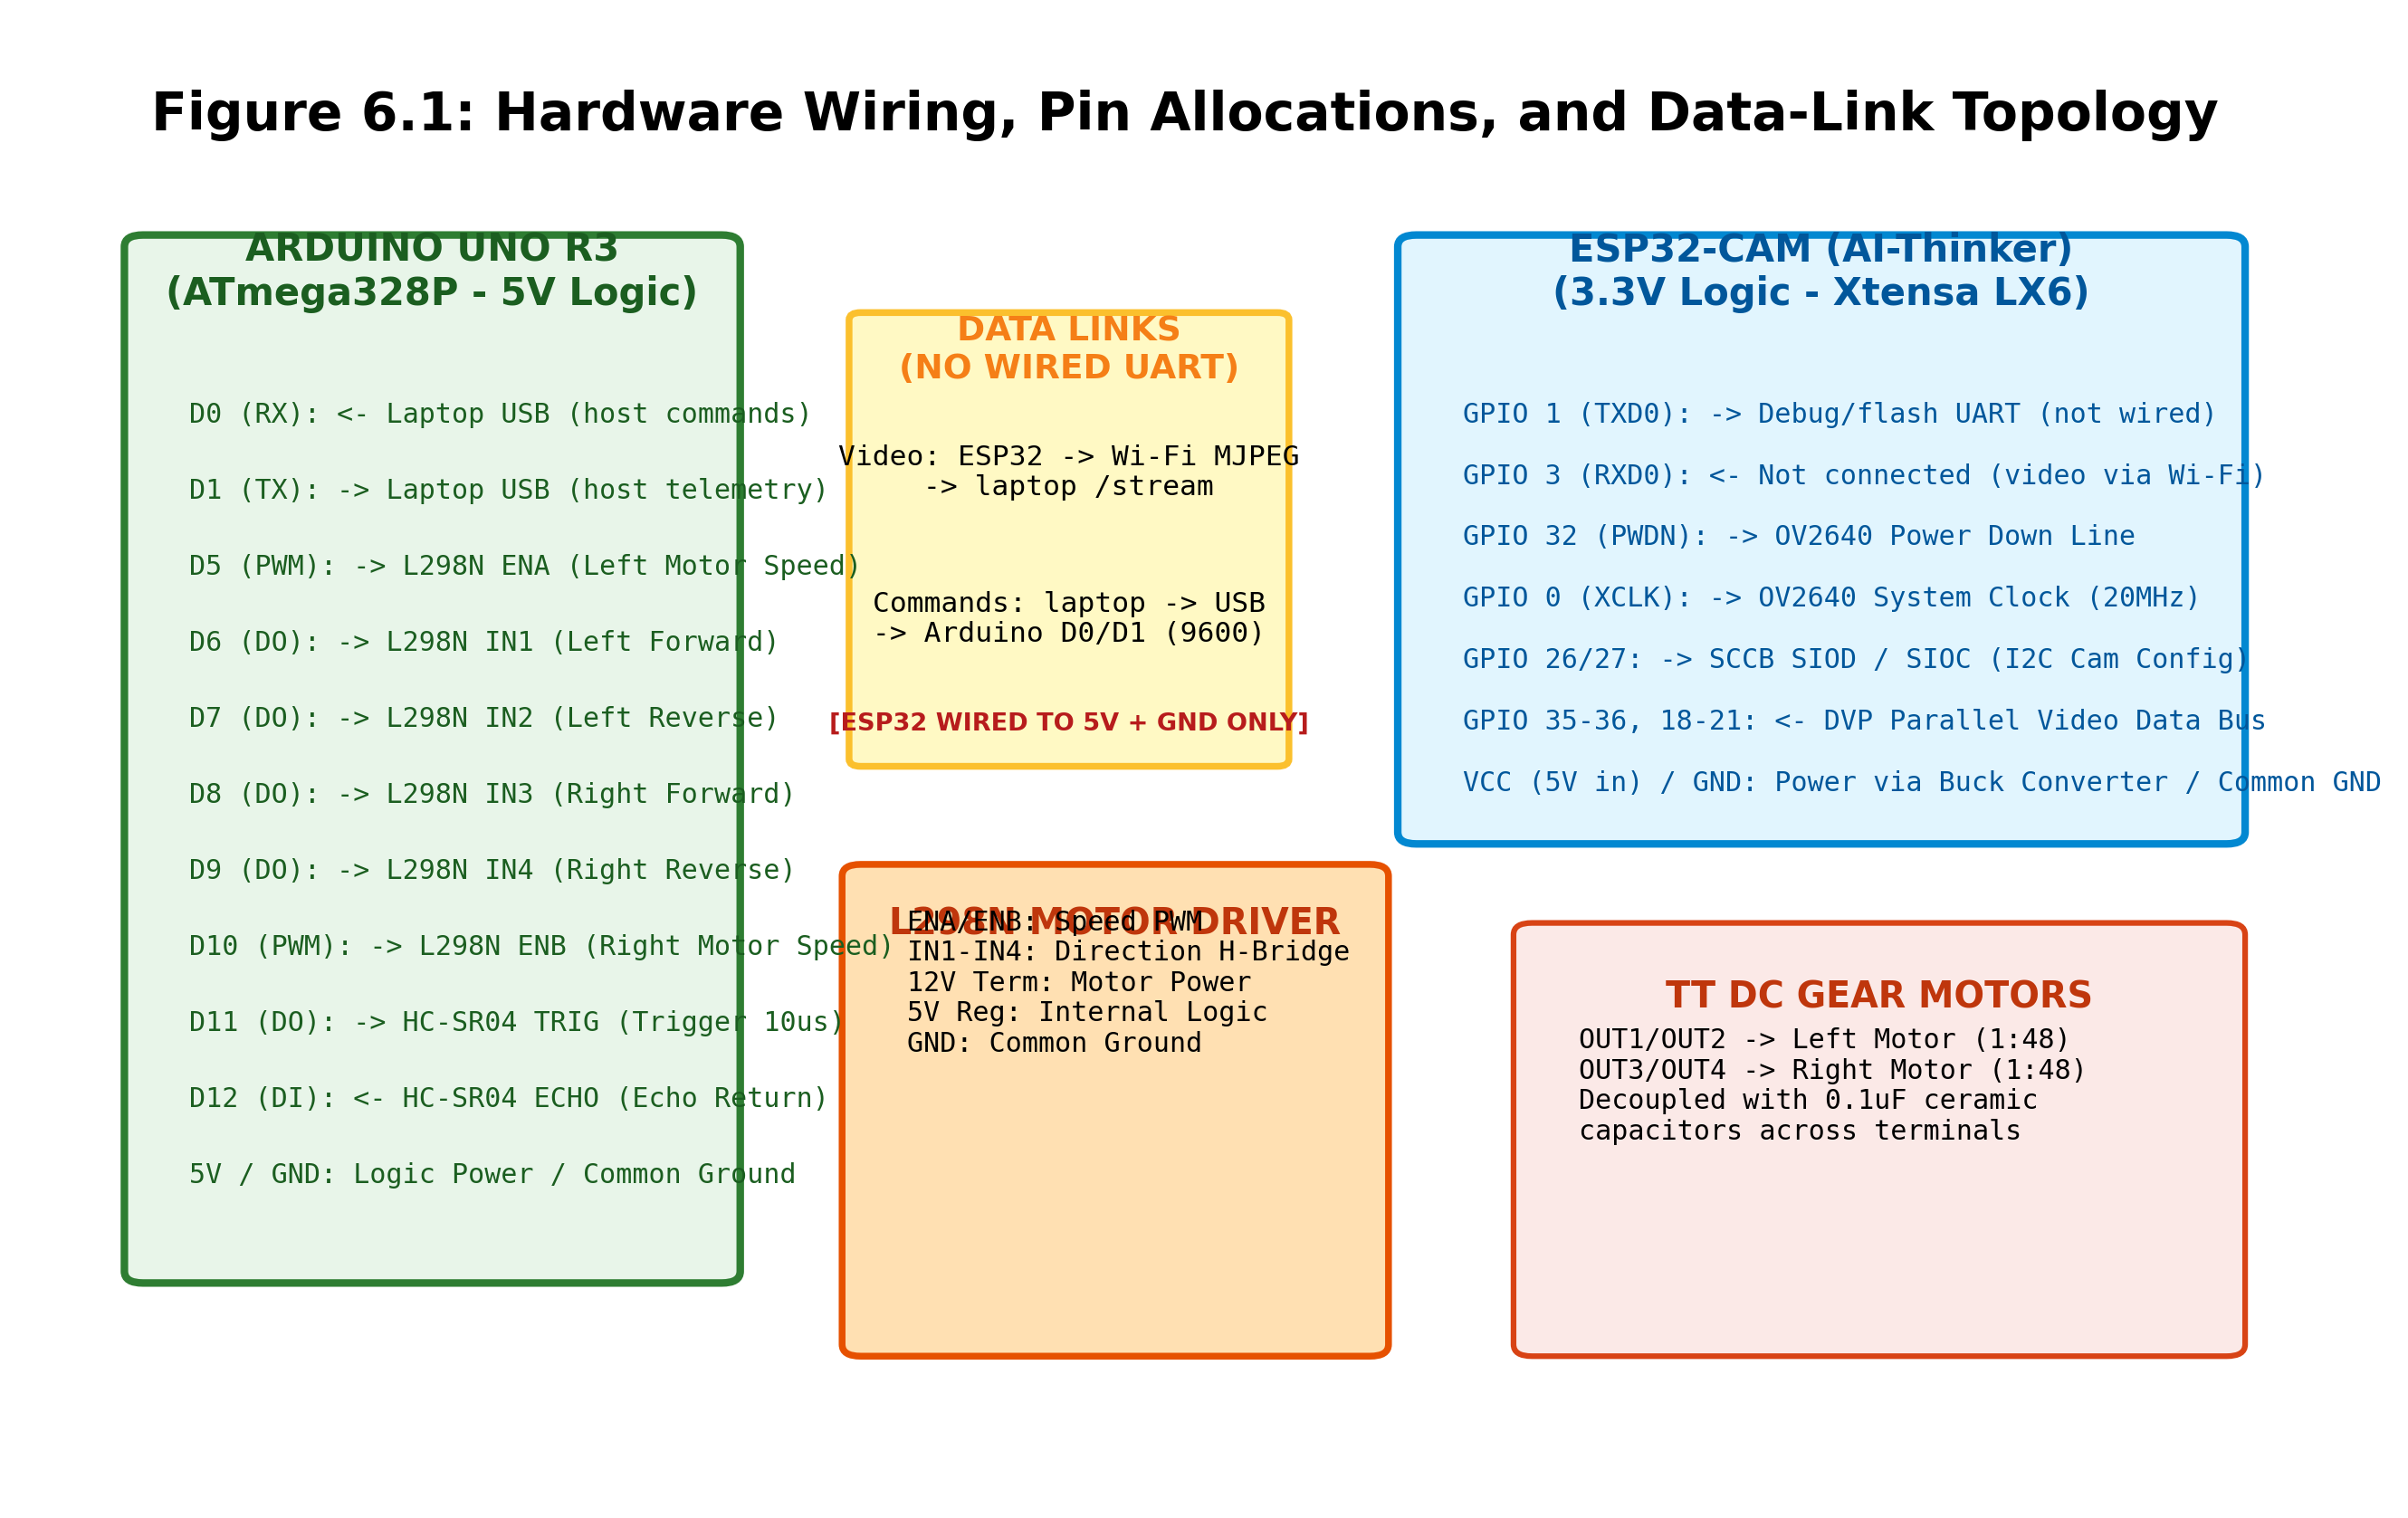 Figure 6.1: Hardware Wiring, Pin Allocations, and Data-Link Topology
ARDUINO UNO R3
(ATmega328P - 5V Logic)
D0 (RX): <- Laptop USB (host commands)
D1 (TX): -> Laptop USB (host telemetry)
D5 (PWM): -> L298N ENA (Left Motor Speed)
D6 (DO): -> L298N IN1 (Left Forward)
D7 (DO): -> L298N IN2 (Left Reverse)
D8 (DO): -> L298N IN3 (Right Forward)
D9 (DO): -> L298N IN4 (Right Reverse)
D10 (PWM): -> L298N ENB (Right Motor Speed)
D11 (DO): -> HC-SR04 TRIG (Trigger 10us)
D12 (DI): <- HC-SR04 ECHO (Echo Return)
5V / GND: Logic Power / Common Ground
DATA LINKS
(NO WIRED UART)
Video: ESP32 -> Wi-Fi MJPEG
-> laptop /stream
Commands: laptop -> USB
-> Arduino D0/D1 (9600)
[ESP32 WIRED TO 5V + GND ONLY]
ESP32-CAM (AI-Thinker)
(3.3V Logic - Xtensa LX6)
GPIO 1 (TXD0): -> Debug/flash UART (not wired)
GPIO 3 (RXD0): <- Not connected (video via Wi-Fi)
GPIO 32 (PWDN): -> OV2640 Power Down Line
GPIO 0 (XCLK): -> OV2640 System Clock (20MHz)
GPIO 26/27: -> SCCB SIOD / SIOC (I2C Cam Config)
GPIO 35-36, 18-21: <- DVP Parallel Video Data Bus
VCC (5V in) / GND: Power via Buck Converter / Common GND
L298N MOTOR DRIVER
ENA/ENB: Speed PWM
IN1-IN4: Direction H-Bridge
12V Term: Motor Power
5V Reg: Internal Logic
GND: Common Ground
TT DC GEAR MOTORS
OUT1/OUT2 -> Left Motor (1:48)
OUT3/OUT4 -> Right Motor (1:48)
Decoupled with 0.1uF ceramic
capacitors across terminals